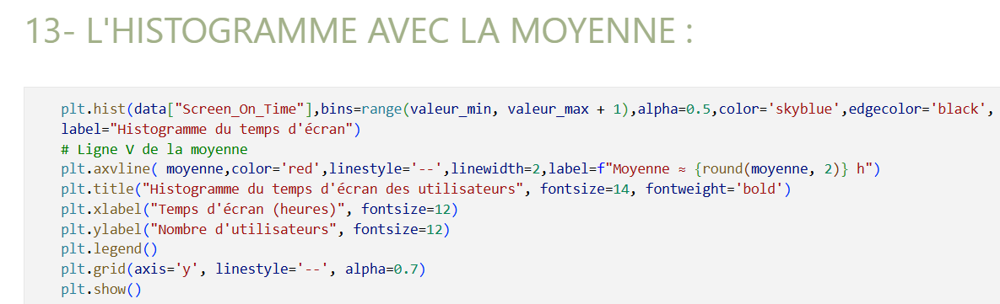 13- L'HISTOGRAMME AVEC LA MOYENNE :
plt.hist(data["Screen_On_Time"],bins=range(valeur_min, valeur_max + 1),alpha=0.5,color='skyblue',edgecolor='black',
label="Histogramme du temps d'écran")
# Ligne V de la moyenne
plt.axvline( moyenne,color='red',linestyle='--',linewidth=2,label=f"Moyenne ≈ {round(moyenne, 2)} h")
plt.title("Histogramme du temps d'écran des utilisateurs", fontsize=14, fontweight='bold')
plt.xlabel("Temps d'écran (heures)", fontsize=12)
plt.ylabel("Nombre d'utilisateurs", fontsize=12)
plt.legend()
plt.grid(axis='y', linestyle='--', alpha=0.7)
plt.show()